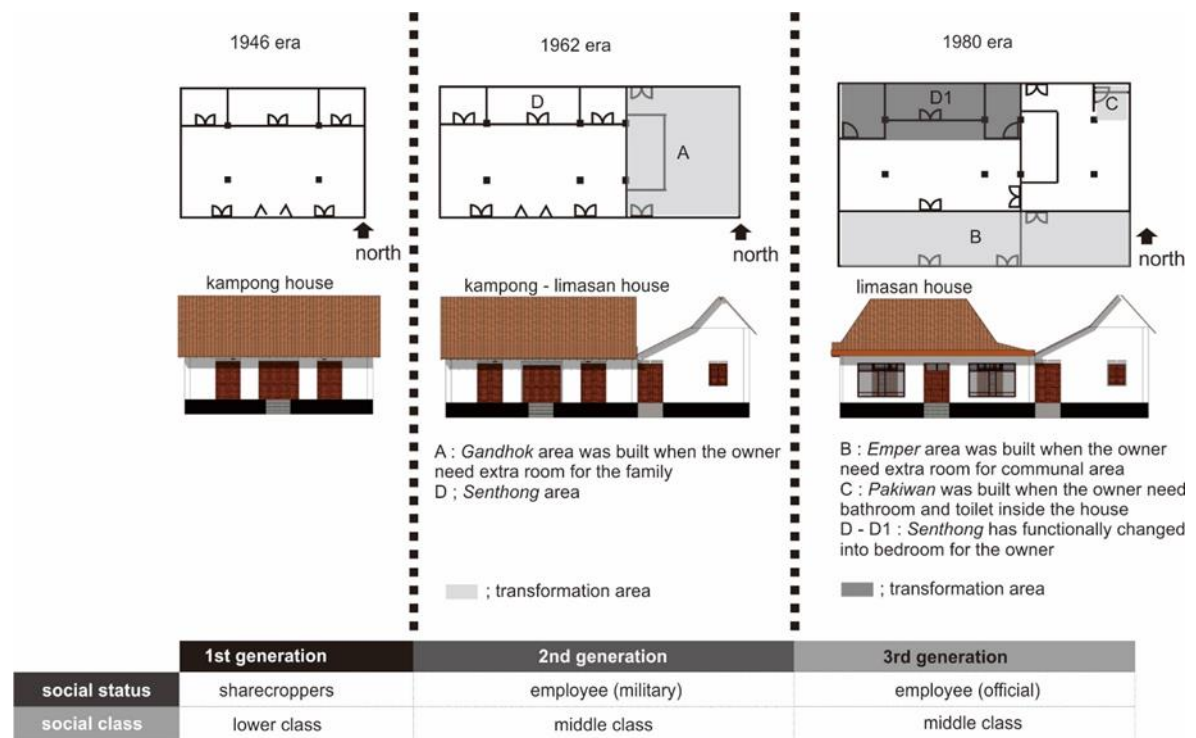 1946 era
1962 era
1980 era
D
A
D1
C
B
north
north
north
kampong house
kampong - limasan house
limasan house
A : Gandhok area was built when the owner
need extra room for the family
D ; Senthong area
; transformation area
B : Emper area was built when the owner
need extra room for communal area
C : Pakiwan was built when the owner need
bathroom and toilet inside the house
D - D1 : Senthong has functionally changed
into bedroom for the owner
; transformation area
1st generation 2nd generation 3rd generation
social status sharecroppers employee (military) employee (official)
social class lower class middle class middle class